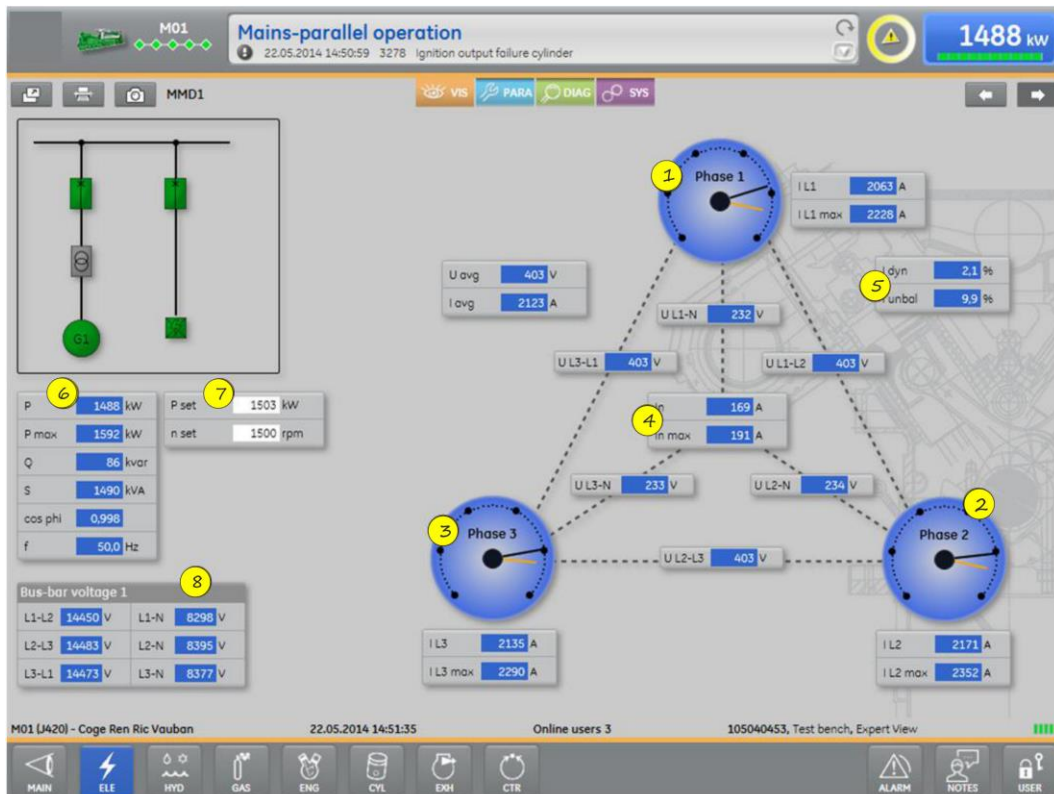 M01
Mains-parallel operation
22.05.2014 14:50:59 3278 Ignition output failure cylinder
1488 kW
MMD1
VIS PARA DIAG SYS
G1
1
Phase 1
I L1 2063 A
I L1 max 2228 A
U avg 403 V
I avg 2123 A
I dyn 2,1 %
5
unbal 9,9 %
U L1-N 232 V
U L3-L1 403 V
U L1-L2 403 V
6
7
P 1488 kW
P max 1592 kW
Q 86 kvar
S 1490 kVA
cos phi 0,998
f 50,0 Hz
P set 1503 kW
n set 1500 rpm
In 169 A
4
In max 191 A
U L3-N 233 V
U L2-N 234 V
3
Phase 3
2
Phase 2
U L2-L3 403 V
8
Bus-bar voltage 1
L1-L2 14450 V L1-N 8298 V
L2-L3 14483 V L2-N 8395 V
L3-L1 14473 V L3-N 8377 V
I L3 2135 A
I L3 max 2290 A
I L2 2171 A
I L2 max 2352 A
M01 (J420) - Coge Ren Ric Vauban 22.05.2014 14:51:35 Online users 3 105040453, Test bench, Expert View
MAIN ELE HYD GAS ENG CYL EXH CTR ALARM NOTES USER